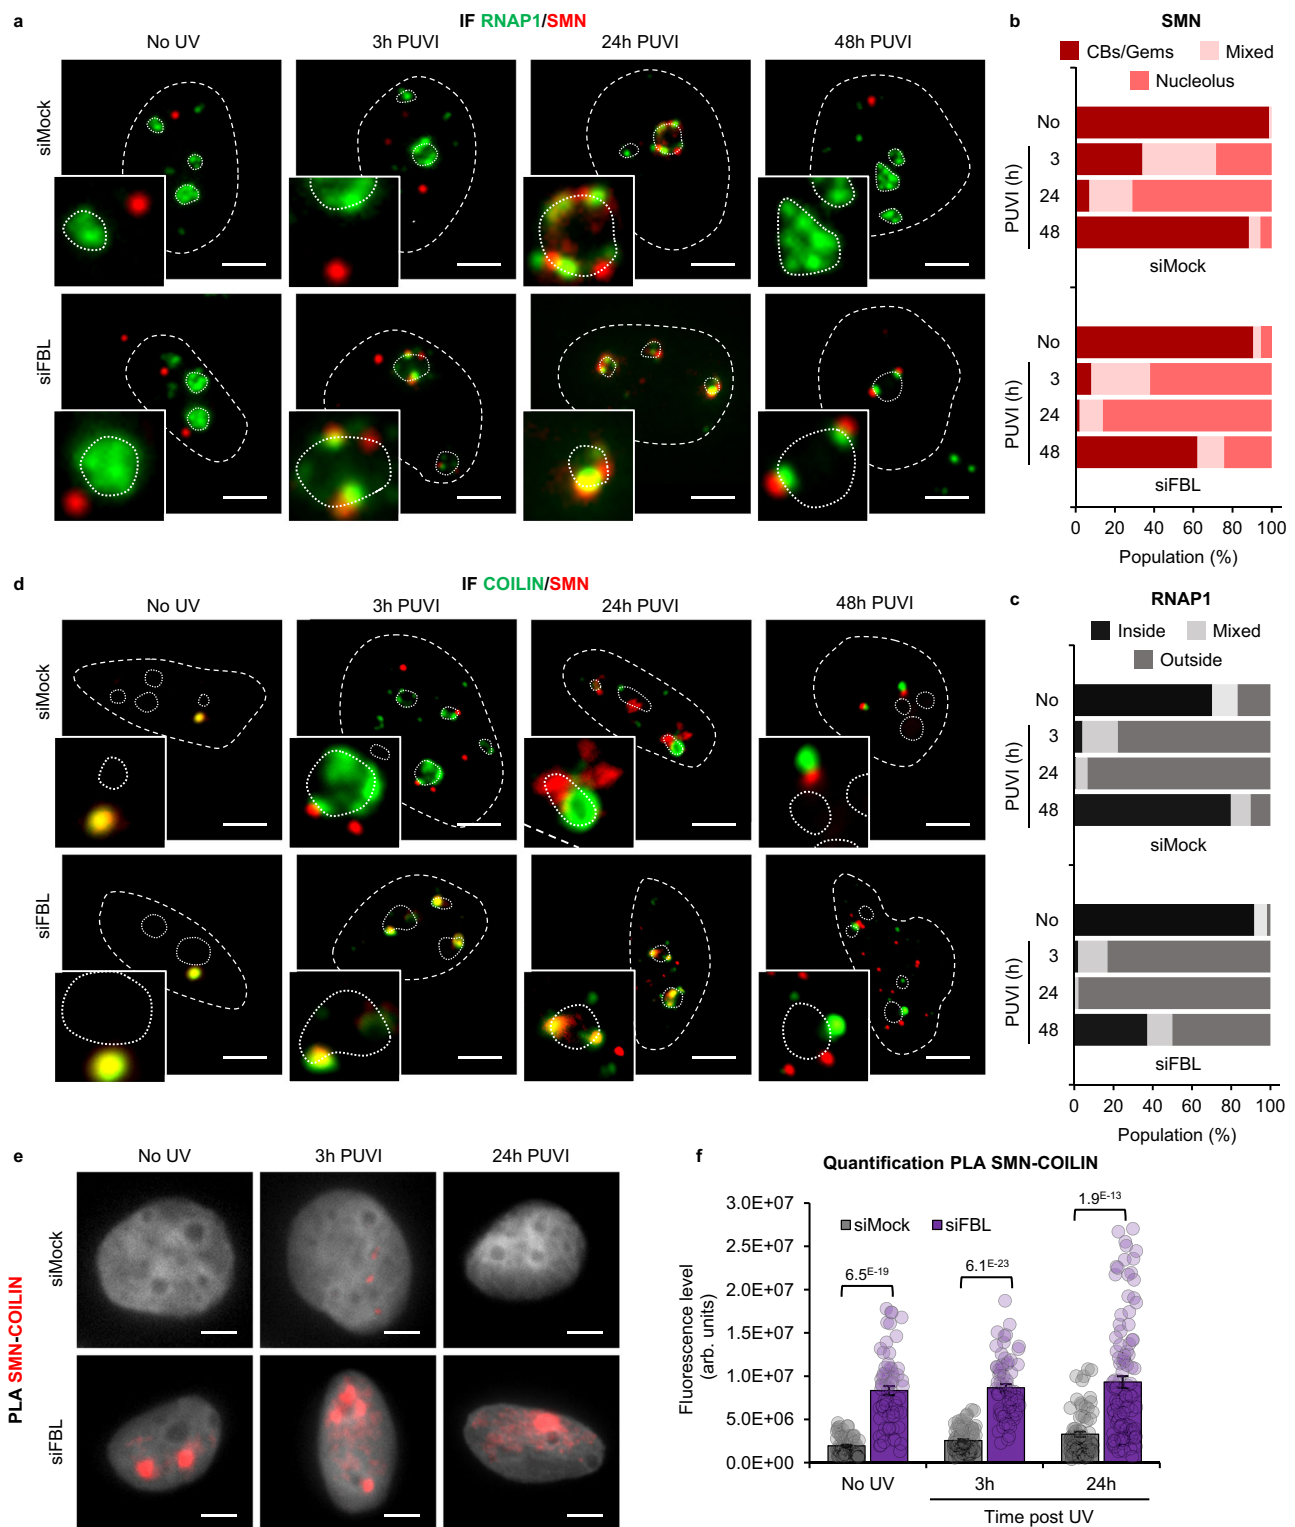 a
IF RNAP1/SMN
No UV
3h PUVI
24h PUVI
48h PUVI
siMock
siFBL
b
SMN
CBs/Gems
Mixed
Nucleolus
No
3
24
48
PUVI (h)
siMock
No
3
24
48
PUVI (h)
siFBL
0 20 40 60 80 100
Population (%)
d
IF COILIN/SMN
No UV
3h PUVI
24h PUVI
48h PUVI
siMock
siFBL
c
RNAP1
Inside
Mixed
Outside
No
3
24
48
PUVI (h)
siMock
No
3
24
48
PUVI (h)
siFBL
0 20 40 60 80 100
Population (%)
e
No UV
3h PUVI
24h PUVI
PLA SMN-COILIN
siMock
siFBL
f
Quantification PLA SMN-COILIN
siMock
siFBL
Fluorescence level
(arb. units)
3.0E+07
2.5E+07
2.0E+07
1.5E+07
1.0E+07
5.0E+06
0.0E+00
6.5E-19
6.1E-23
1.9E-13
No UV
3h
24h
Time post UV